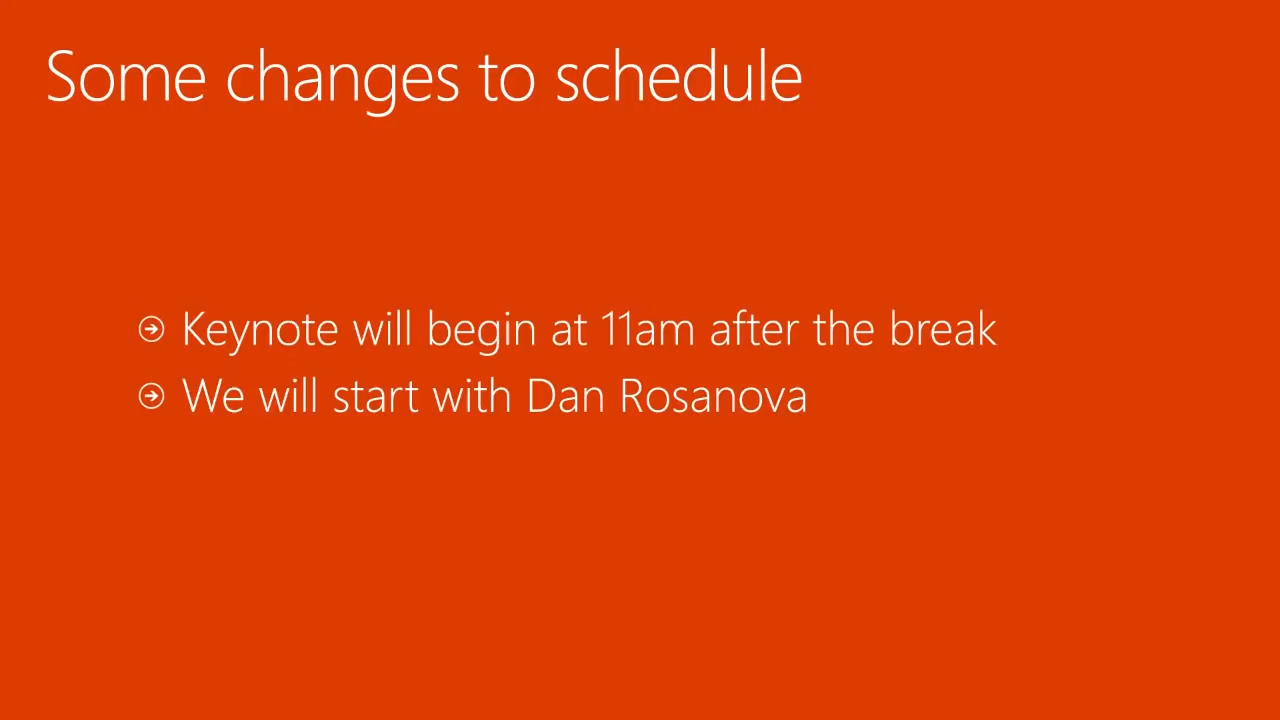 Some changes to schedule
Keynote will begin at 11am after the break
We will start with Dan Rosanova